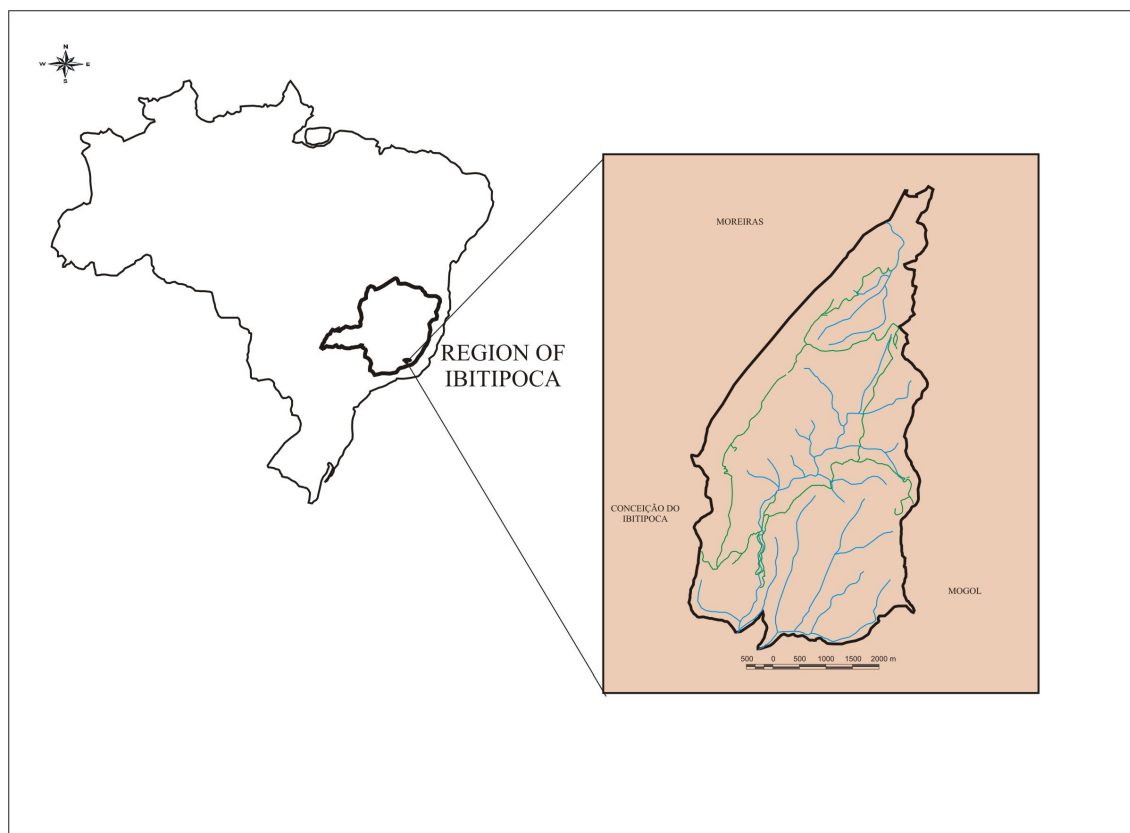 N
W E
S
MOREIRAS
REGION OF
IBITIPOCA
CONCEIÇÃO DO
IBITIPOCA
MOGOL
500 0 500 1000 1500 2000 m